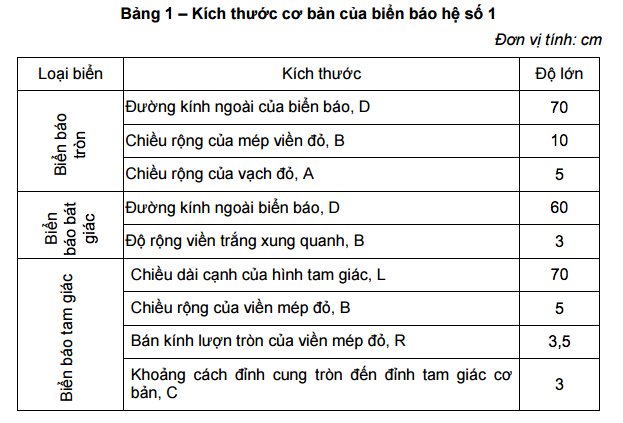 Bảng 1 – Kích thước cơ bản của biển báo hệ số 1
Đơn vị tính: cm
Loại biển Kích thước Độ lớn
Biển báo
tròn
Đường kính ngoài của biển báo, D 70
Chiều rộng của mép viền đỏ, B 10
Chiều rộng của vạch đỏ, A 5
Biển
báo bát
giác
Đường kính ngoài biển báo, D 60
Độ rộng viền trắng xung quanh, B 3
Biển báo tam giác
Chiều dài cạnh của hình tam giác, L 70
Chiều rộng của viền mép đỏ, B 5
Bán kính lượn tròn của viền mép đỏ, R 3,5
Khoảng cách đỉnh cung tròn đến đỉnh tam giác cơ
bản, C 3